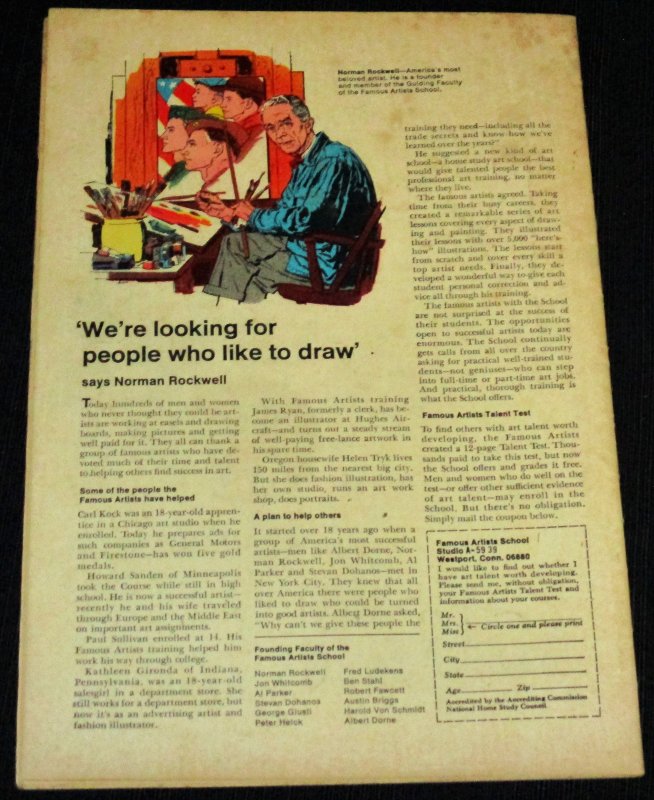 Norman Rockwell—America's most
beloved artist. He is a founder
and member of the Guiding Faculty
of the Famous Artists School.
'We're looking for
people who like to draw'
says Norman Rockwell
Today hundreds of men and women
who never thought they could be art-
ists are working at easels and drawing
boards, making pictures and getting
well paid for it. They all can thank a
group of famous artists who have de-
voted much of their time and talent
to helping others find success in art.
Some of the people the
Famous Artists have helped
Carl Kock was an 18-year-old appren-
tice in a Chicago art studio when he
enrolled. Today he prepares ads for
such companies as General Motors
and Firestone—has won five gold
medals.
Howard Sanden of Minneapolis
took the Course while still in high
school. He is now a successful artist—
recently he and his wife traveled
through Europe and the Middle East
on important art assignments.
Paul Sullivan enrolled at 14. His
Famous Artists training helped him
work his way through college.
Kathleen Gironda of Indiana,
Pennsylvania, was an 18-year-old
salesgirl in a department store. She
still works for a department store, but
now it's as an advertising artist and
fashion illustrator.
With Famous Artists training
James Ryan, formerly a clerk, has be-
come an illustrator at Hughes Air-
craft—and turns out a steady stream
of well-paying free-lance artwork in
his spare time.
Oregon housewife Helen Tryk lives
150 miles from the nearest big city.
But she does fashion illustration, has
her own studio, runs an art work
shop, does portraits.
A plan to help others
It started over 18 years ago when a
group of America's most successful
artists—men like Albert Dorne, Nor-
man Rockwell, Jon Whitcomb, Al
Parker and Stevan Dohanos—met in
New York City. They knew that all
over America there were people who
liked to draw who could be turned
into good artists. Albert Dorne asked,
"Why can't we give these people the
Founding Faculty of the
Famous Artists School
Norman Rockwell
Jon Whitcomb
Al Parker
Stevan Dohanos
George Giusti
Peter Helck
Fred Ludekens
Ben Stahl
Robert Fawcett
Austin Briggs
Harold Von Schmidt
Albert Dorne
training they need—including all the
trade secrets and know-how we've
learned over the years?"
He suggested a new kind of art
school—a home study art school—that
would give talented people the best
professional art training, no matter
where they live.
The famous artists agreed. Taking
time from their busy careers, they
created a remarkable series of art
lessons covering every aspect of draw-
ing and painting. They illustrated
their lessons with over 5,000 "here's-
how" illustrations. The lessons start
from scratch and cover every skill a
top artist needs. Finally, they de-
veloped a wonderful way to give each
student personal correction and ad-
vice all through his training.
The famous artists with the School
are not surprised at the success of
their students. The opportunities
open to successful artists today are
enormous. The School continually
gets calls from all over the country
asking for practical well-trained stu-
dents—not geniuses—who can step
into full-time or part-time art jobs.
And practical, thorough training is
what the School offers.
Famous Artists Talent Test
To find others with art talent worth
developing, the Famous Artists
created a 12-page Talent Test. Thou-
sands paid to take this test, but now
the School offers and grades it free.
Men and women who do well on the
test—or offer other sufficient evidence
of art talent—may enroll in the
School. But there's no obligation.
Simply mail the coupon below.
Famous Artists School
Studio A-5939
Westport, Conn. 06880
I would like to find out whether I
have art talent worth developing.
Please send me, without obligation,
your Famous Artists Talent Test and
information about your courses.
Mr.
Mrs. ← Circle one and please print
Miss
Street
City
State
Age Zip
Accredited by the Accrediting Commission
National Home Study Council